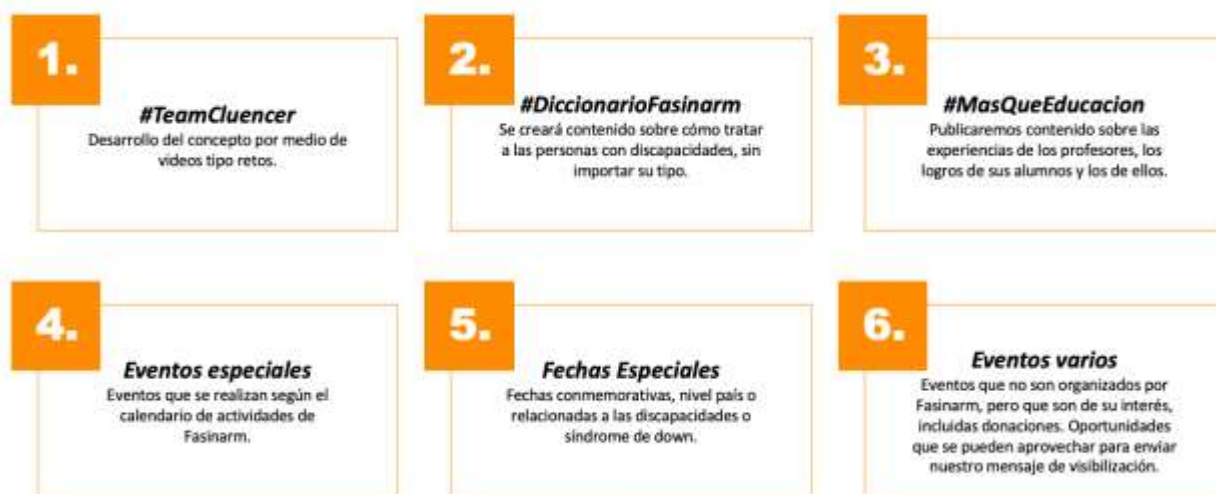 1.
#TeamCluencer
Desarrollo del concepto por medio de
videos tipo retos.
2.
#DiccionarioFasinarm
Se creará contenido sobre cómo tratar
a las personas con discapacidades, sin
importar su tipo.
3.
#MasQueEducacion
Publicaremos contenido sobre las
experiencias de los profesores, los
logros de sus alumnos y los de ellos.
4.
Eventos especiales
Eventos que se realizan según el
calendario de actividades de
Fasinarm.
5.
Fechas Especiales
Fechas conmemorativas, nivel país o
relacionadas a las discapacidades o
síndrome de down.
6.
Eventos varios
Eventos que no son organizados por
Fasinarm, pero que son de su interés,
incluidas donaciones. Oportunidades
que se pueden aprovechar para enviar
nuestro mensaje de visibilización.